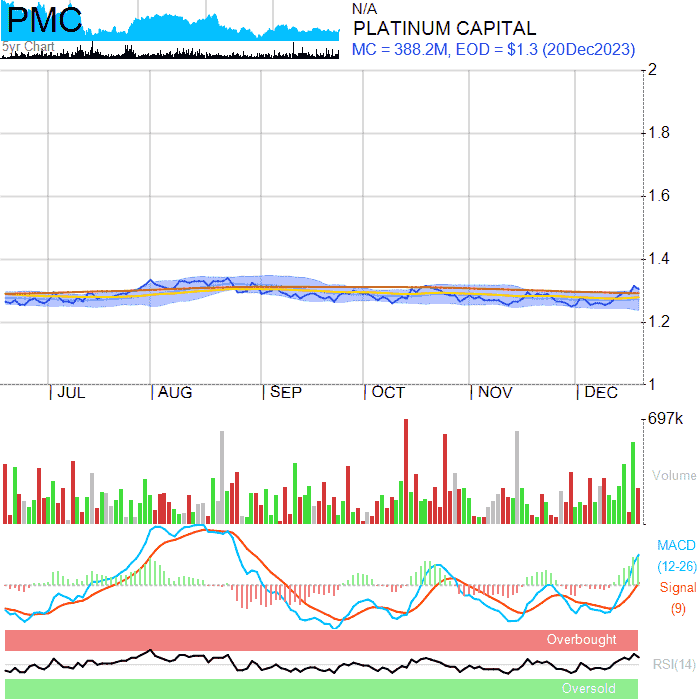 PMC
5yr Chart
N/A
PLATINUM CAPITAL
MC = 388.2M, EOD = $1.3 (20Dec2023)
2
1.8
1.6
1.4
1.2
1
| JUL | AUG | SEP | OCT | NOV | DEC
697k
Volume
MACD
(12-26)
Signal
(9)
Overbought
RSI(14)
Oversold